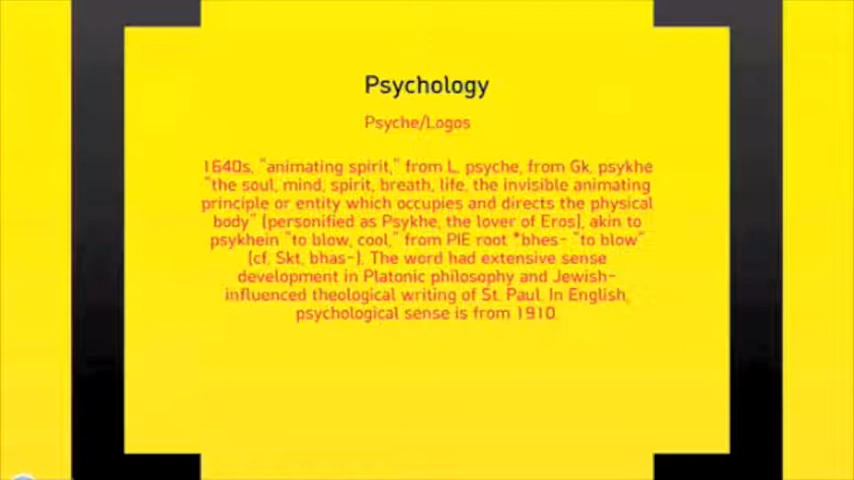 Psychology
Psyche/Logos
1640s, "animating spirit," from L. psyche, from Gk. psykhe
"the soul, mind, spirit, breath, life, the invisible animating
principle or entity which occupies and directs the physical
body" (personified as Psykhe, the lover of Eros), akin to
psykhein "to blow, cool," from PIE root *bhes- "to blow"
(cf. Skt. bhas-). The word had extensive sense
development in Platonic philosophy and Jewish-
influenced theological writing of St. Paul. In English,
psychological sense is from 1910.